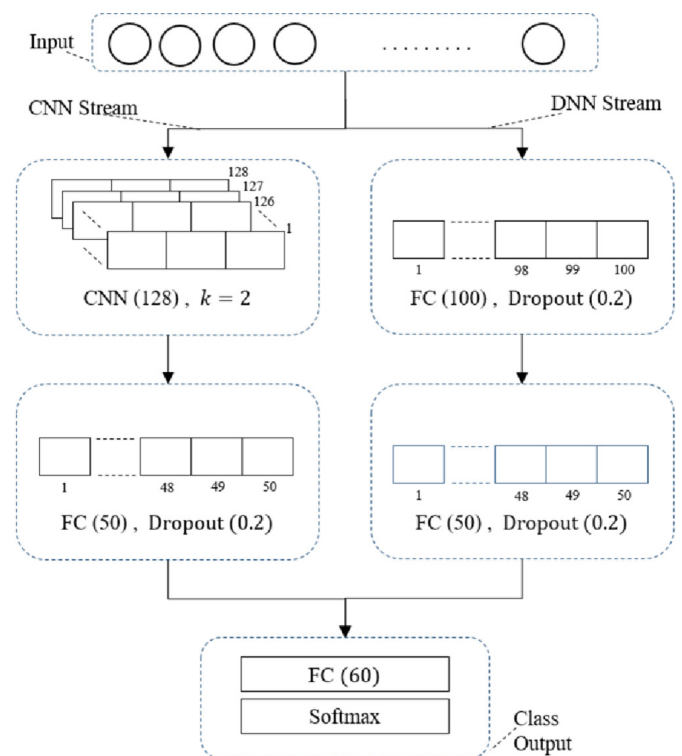 Input
.........
CNN Stream
DNN Stream
128
127
126
1
CNN (128) , k = 2
1 98 99 100
FC (100) , Dropout (0.2)
1 48 49 50
FC (50) , Dropout (0.2)
1 48 49 50
FC (50) , Dropout (0.2)
FC (60)
Softmax
Class
Output